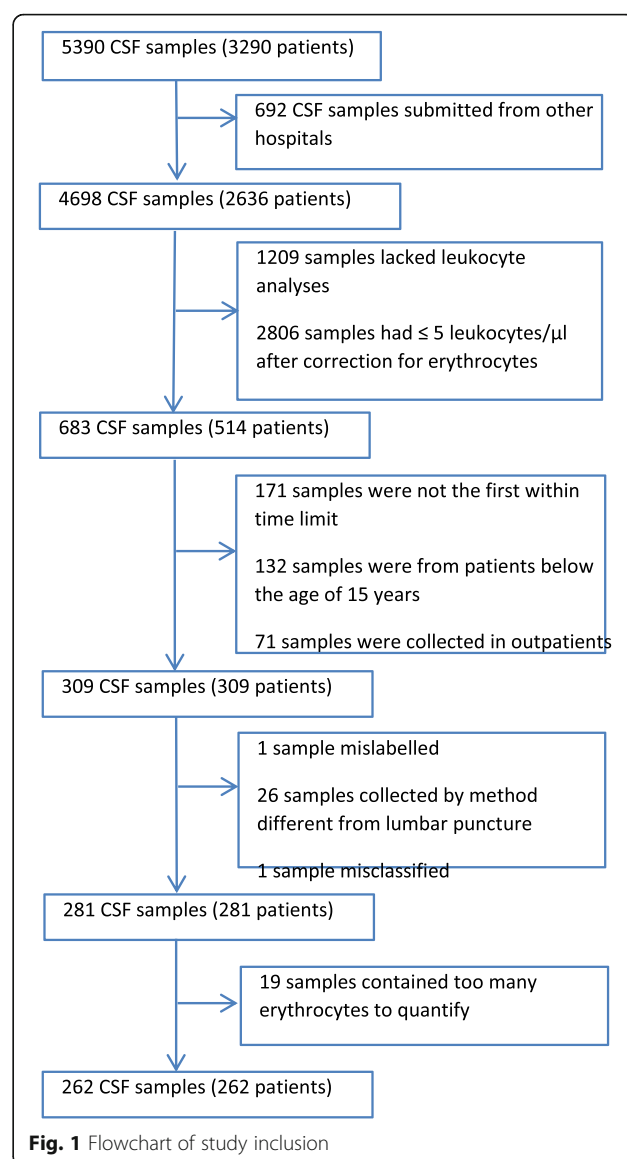 5390 CSF samples (3290 patients)
692 CSF samples submitted from other
hospitals
4698 CSF samples (2636 patients)
1209 samples lacked leukocyte
analyses
2806 samples had ≤ 5 leukocytes/µl
after correction for erythrocytes
683 CSF samples (514 patients)
171 samples were not the first within
time limit
132 samples were from patients below
the age of 15 years
71 samples were collected in outpatients
309 CSF samples (309 patients)
1 sample mislabelled
26 samples collected by method
different from lumbar puncture
1 sample misclassified
281 CSF samples (281 patients)
19 samples contained too many
erythrocytes to quantify
262 CSF samples (262 patients)
Fig. 1 Flowchart of study inclusion